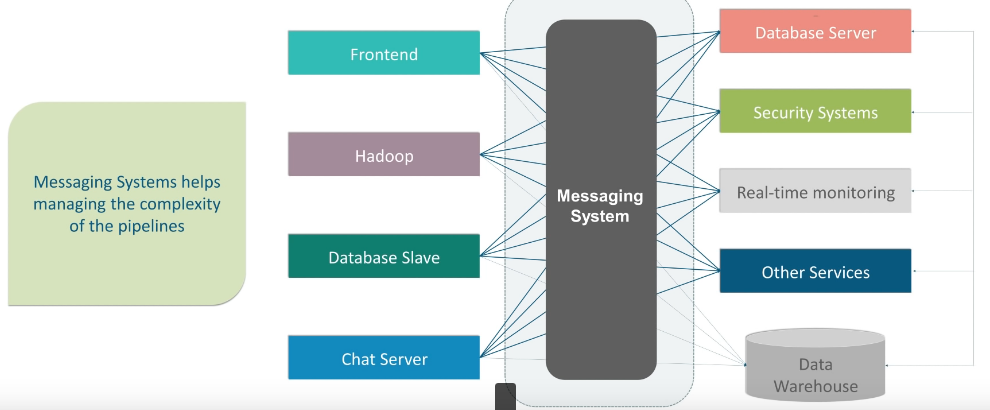 Messaging Systems helps
managing the complexity
of the pipelines
Frontend
Hadoop
Database Slave
Chat Server
Messaging
System
Database Server
Security Systems
Real-time monitoring
Other Services
Data
Warehouse